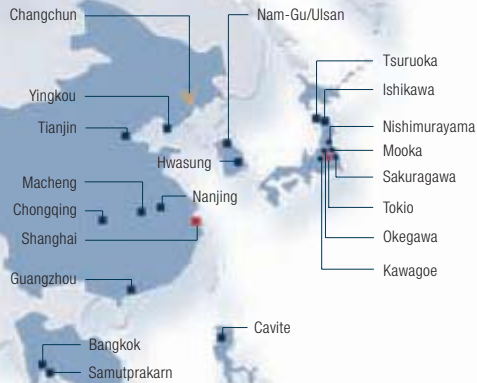 Changchun
Nam-Gu/Ulsan
Tsuruoka
Ishikawa
Yingkou
Tianjin
Nishimurayama
Mooka
Hwasung
Sakuragawa
Macheng
Nanjing
Chongqing
Tokio
Shanghai
Okegawa
Kawagoe
Guangzhou
Cavite
Bangkok
Samutprakarn